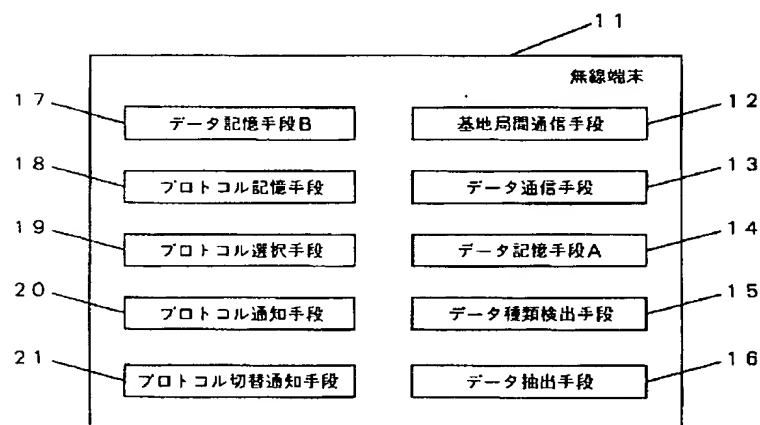 11
無線端末
17
データ記憶手段B
基地局間通信手段
12
18
プロトコル記憶手段
データ通信手段
13
19
プロトコル選択手段
データ記憶手段A
14
20
プロトコル通知手段
データ種類検出手段
15
21
プロトコル切替通知手段
データ抽出手段
16